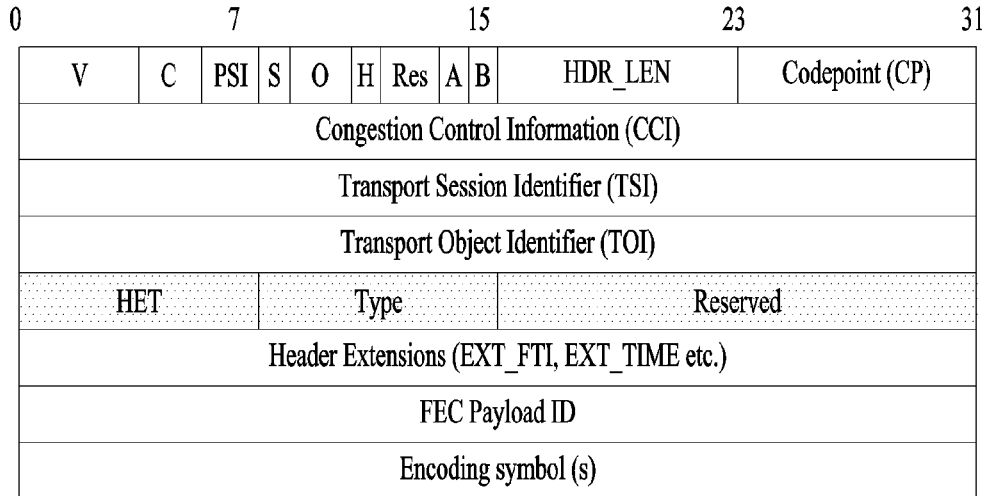 0 7 15 23 31
V C PSI S O H Res A B HDR_LEN Codepoint (CP)
Congestion Control Information (CCI)
Transport Session Identifier (TSI)
Transport Object Identifier (TOI)
HET Type Reserved
Header Extensions (EXT_FTI, EXT_TIME etc.)
FEC Payload ID
Encoding symbol (s)